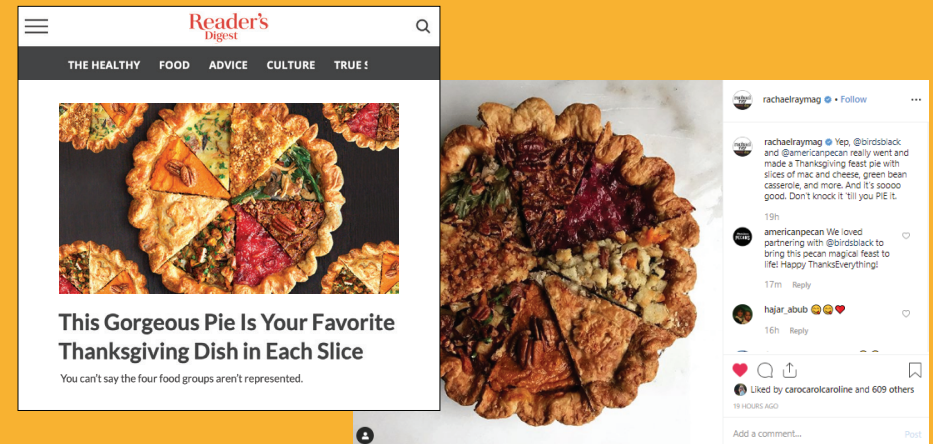 Reader's
Digest
THE HEALTHY FOOD ADVICE CULTURE TRUE S
This Gorgeous Pie Is Your Favorite
Thanksgiving Dish in Each Slice
You can't say the four food groups aren't represented.
rachaelraymag • Follow
rachaelraymag Yep, @birdsblack
and @americanpecan really went and
made a Thanksgiving feast pie with
slices of mac and cheese, green bean
casserole, and more. And it's soooo
good. Don't knock it 'till you PIE it.
19h
americanpecan We loved
partnering with @birdsblack to
bring this pecan magical feast to
life! Happy ThanksEverything!
17m Reply
hajar_abub
16h Reply
Liked by carocarolcaroline and 609 others
19 HOURS AGO
Add a comment... Post